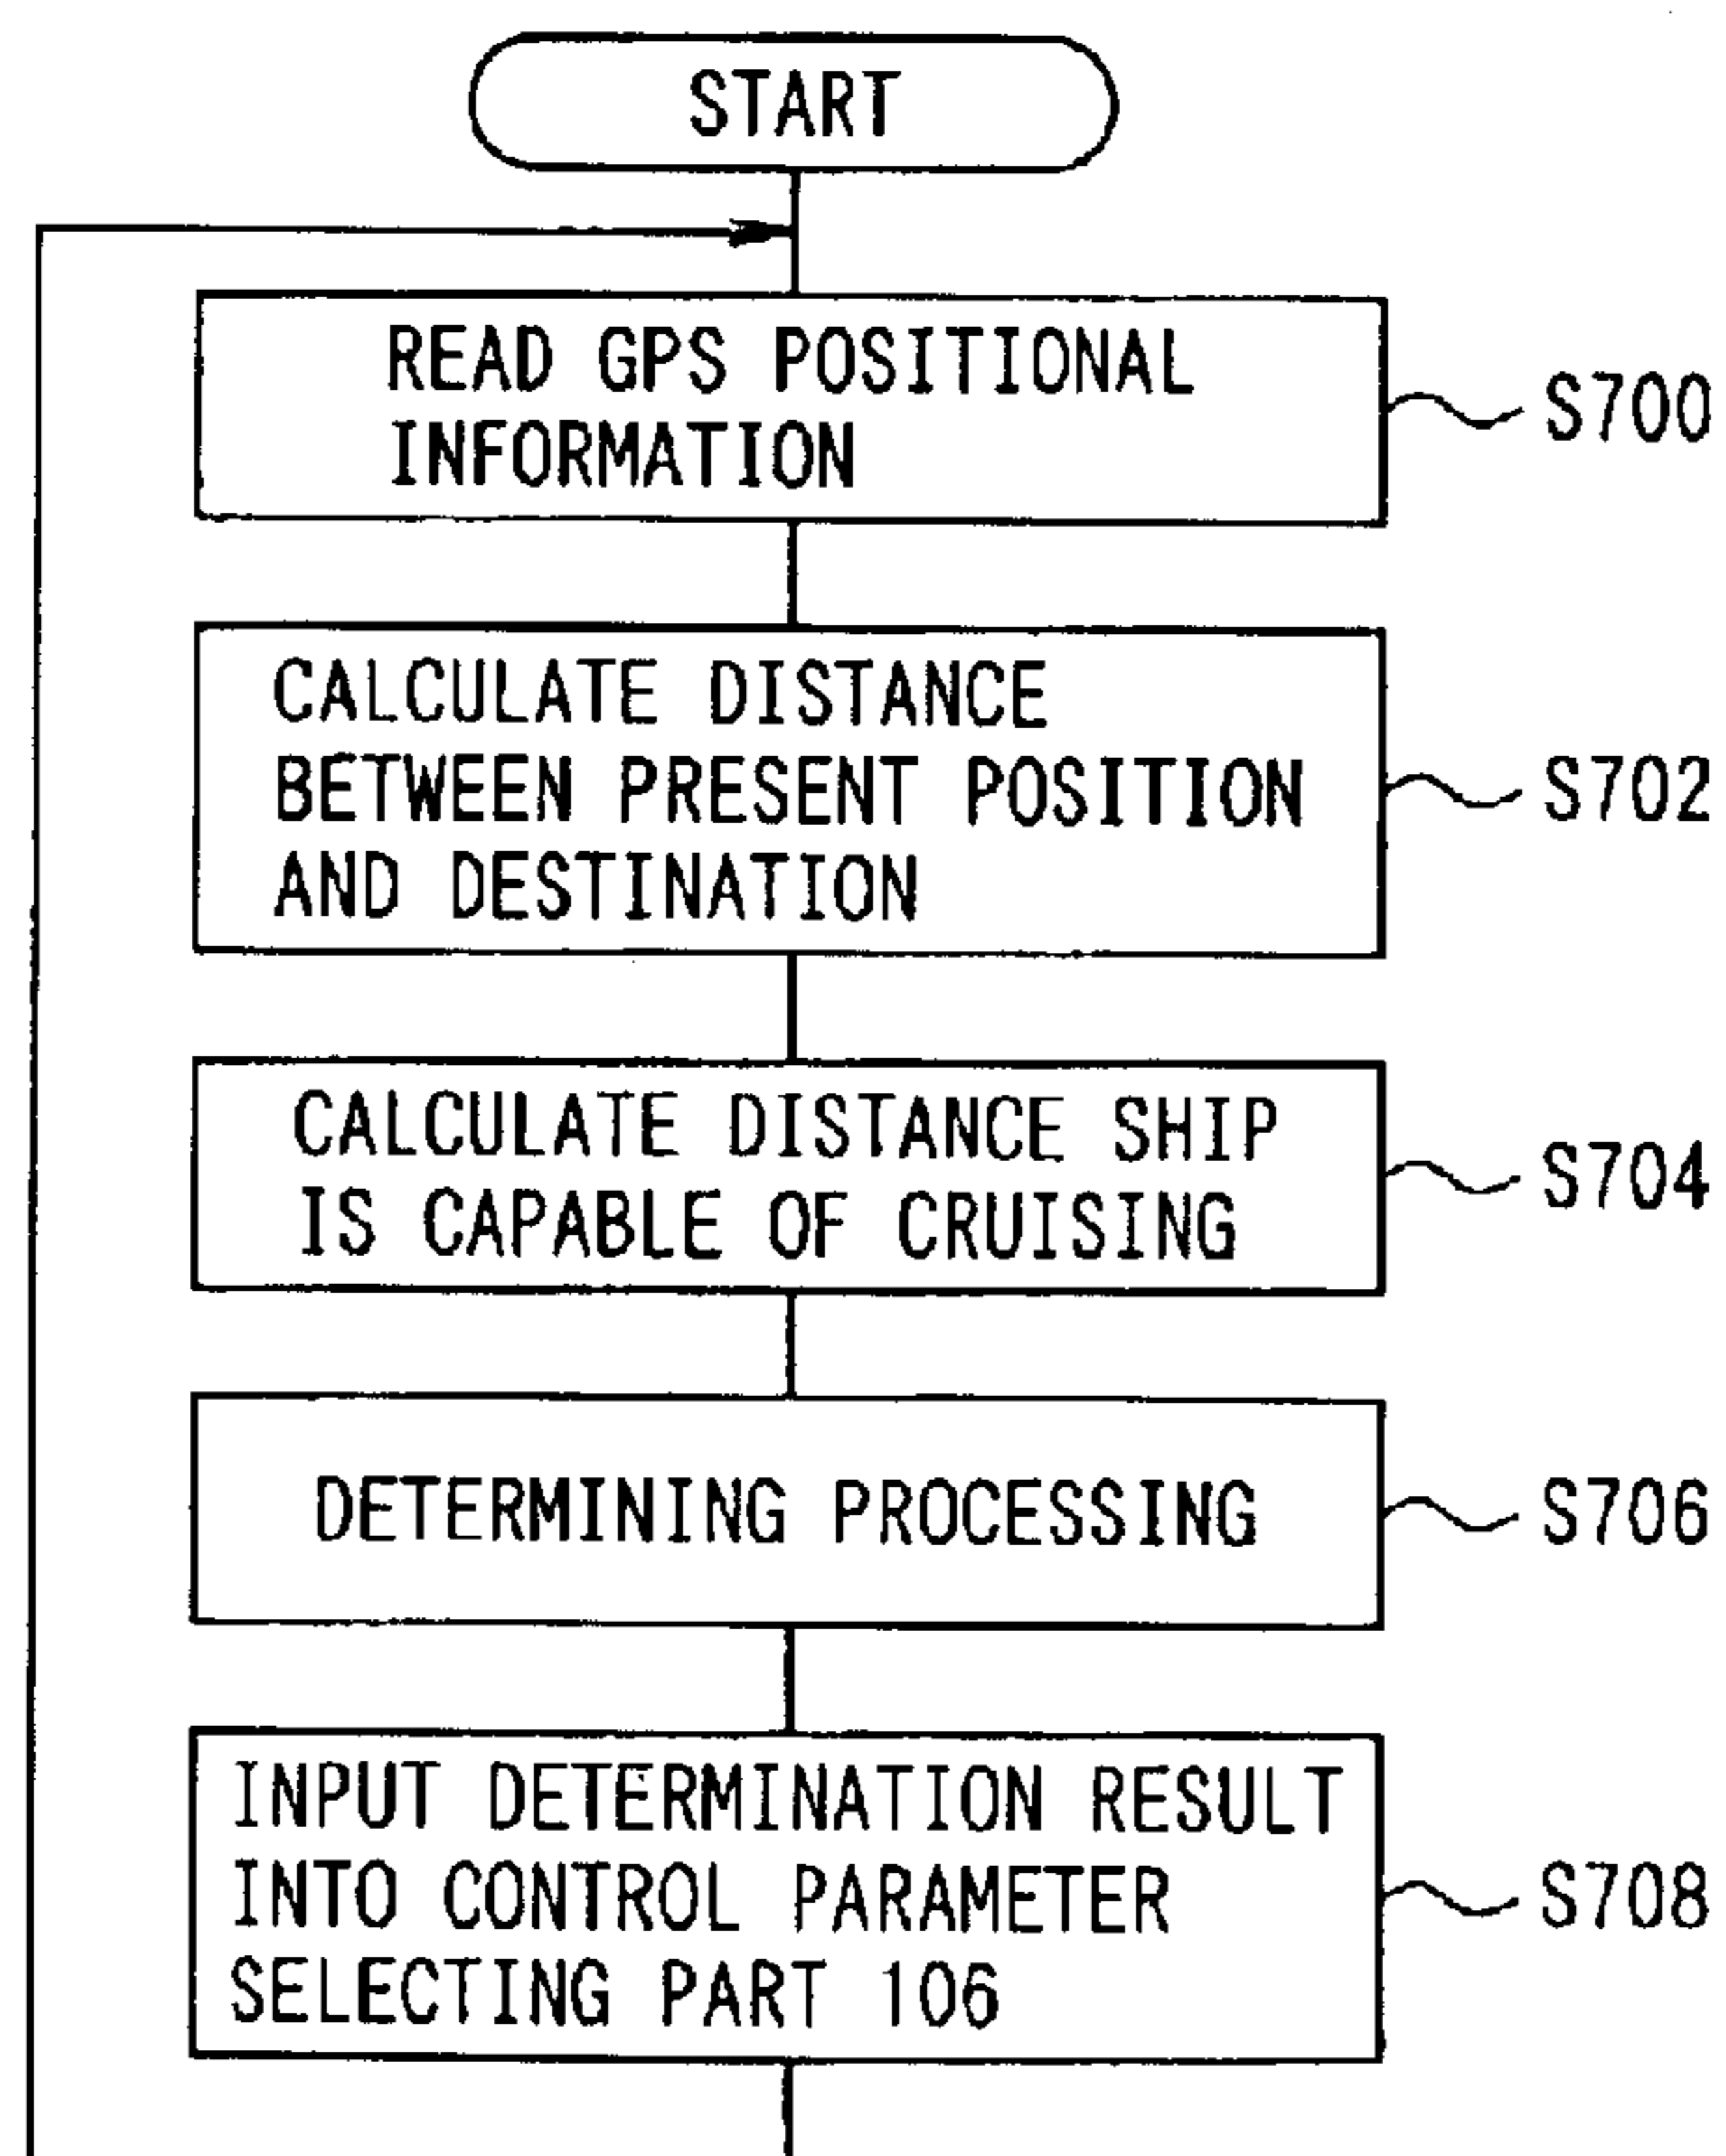 START
READ GPS POSITIONAL
INFORMATION
S700
CALCULATE DISTANCE
BETWEEN PRESENT POSITION
AND DESTINATION
S702
CALCULATE DISTANCE SHIP
IS CAPABLE OF CRUISING
S704
DETERMINING PROCESSING
S706
INPUT DETERMINATION RESULT
INTO CONTROL PARAMETER
SELECTING PART 106
S708